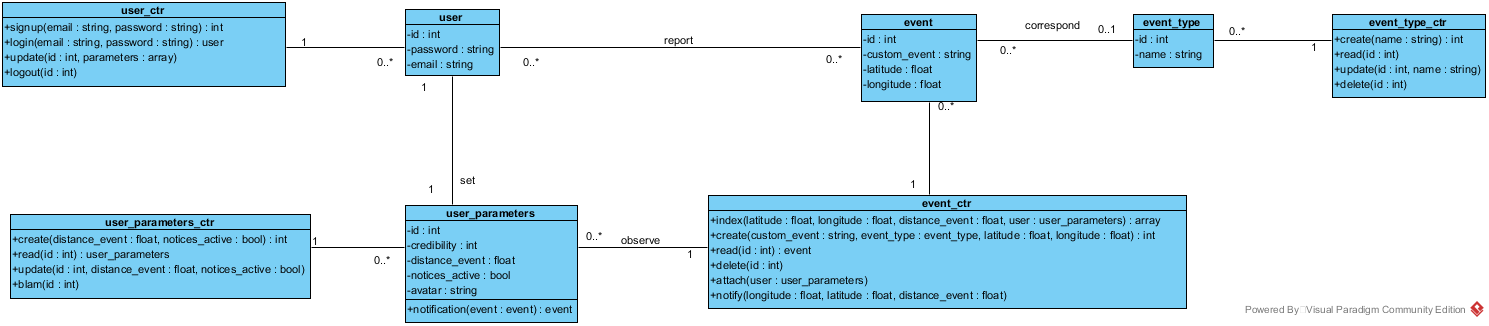 user_ctr
+signup(email : string, password : string) : int
+login(email : string, password : string) : user
+update(id : int, parameters : array)
+logout(id : int)
1
0..*
user
-id : int
-password : string
-email : string
0..*
report
0..*
event
-id : int
-custom_event : string
-latitude : float
-longitude : float
correspond
0..*
0..1
event_type
-id : int
-name : string
0..*
1
event_type_ctr
+create(name : string) : int
+read(id : int)
+update(id : int, name : string)
+delete(id : int)
1
set
1
0..*
1
user_parameters_ctr
+create(distance_event : float, notices_active : bool) : int
+read(id : int) : user_parameters
+update(id : int, distance_event : float, notices_active : bool)
+blam(id : int)
1
0..*
user_parameters
-id : int
-credibility : int
-distance_event : float
-notices_active : bool
-avatar : string
+notification(event : event) : event
0..*
observe
1
event_ctr
+index(latitude : float, longitude : float, distance_event : float, user : user_parameters) : array
+create(custom_event : string, event_type : event_type, latitude : float, longitude : float) : int
+read(id : int) : event
+delete(id : int)
+attach(user : user_parameters)
+notify(longitude : float, latitude : float, distance_event : float)
Powered By Visual Paradigm Community Edition